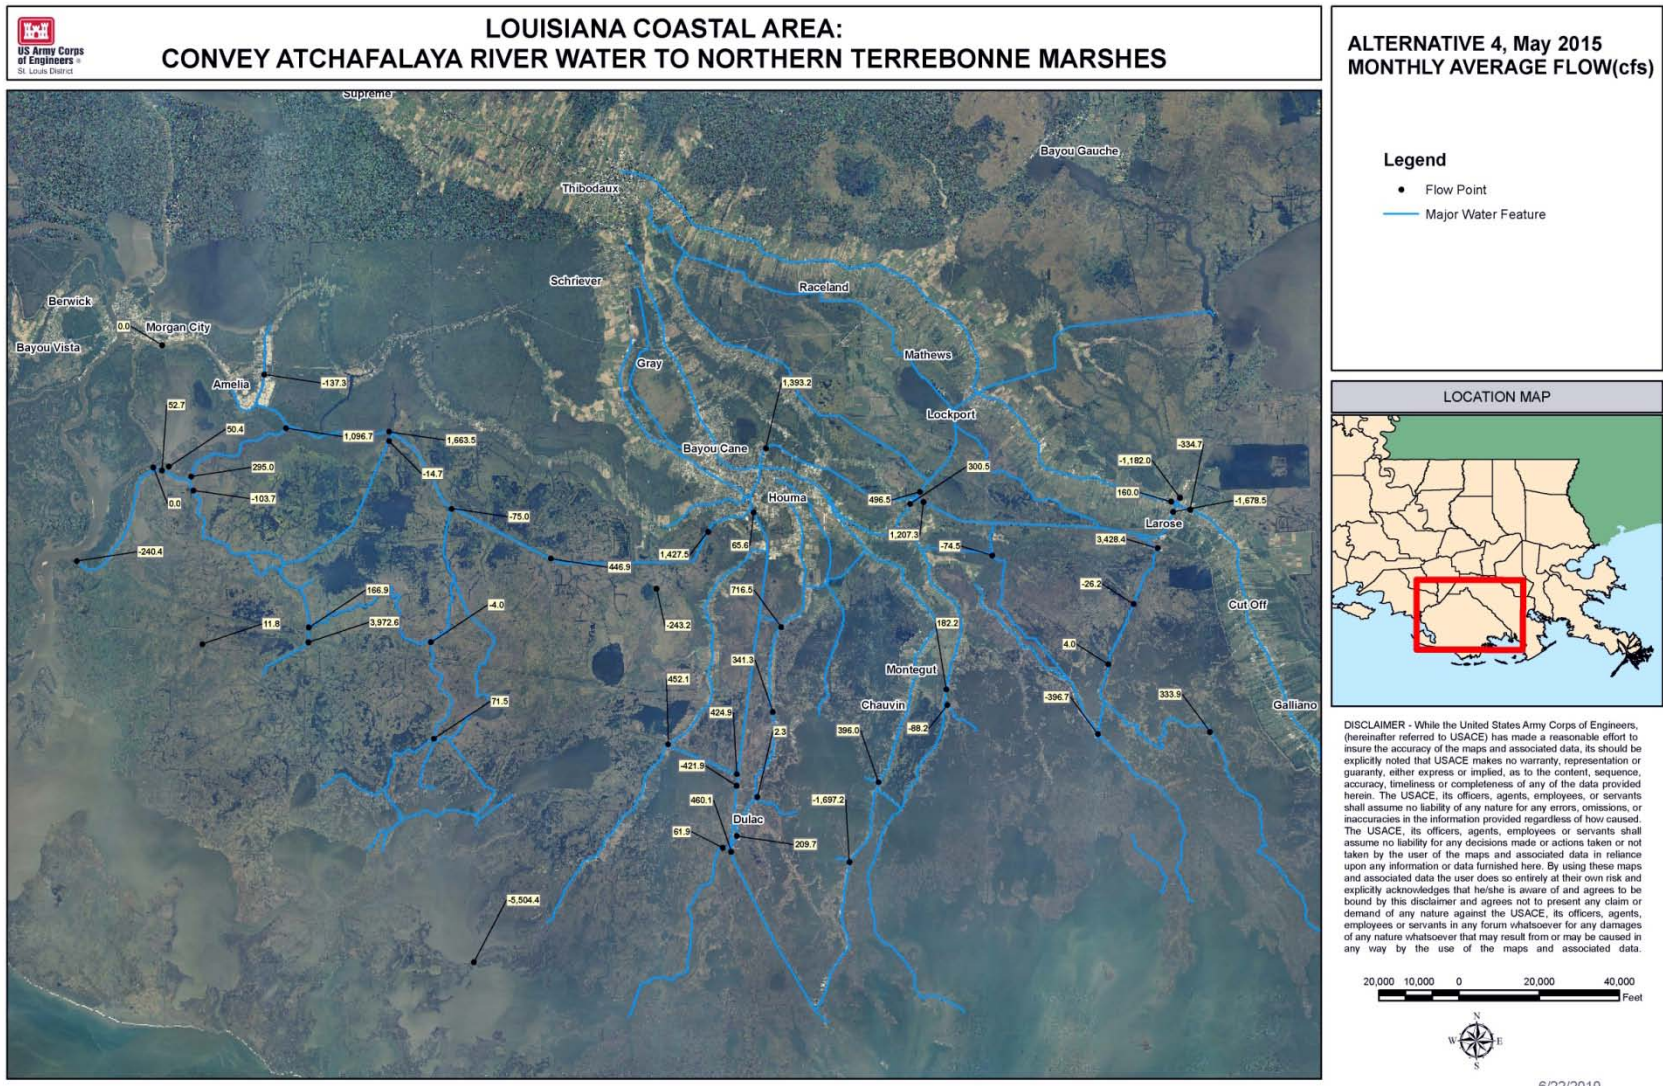 US Army Corps
of Engineers ®
St. Louis District
LOUISIANA COASTAL AREA:
CONVEY ATCHAFALAYA RIVER WATER TO NORTHERN TERREBONNE MARSHES
ALTERNATIVE 4, May 2015
MONTHLY AVERAGE FLOW(cfs)
Legend
Flow Point
Major Water Feature
LOCATION MAP
Supreme
Bayou Gauche
Thibodaux
Schriever
Raceland
Berwick
0.0
Morgan City
Bayou Vista
Mathews
Gray
Amelia
-137.3
1,393.2
52.7
Lockport
50.4
1,096.7
1,663.5
Bayou Cane
-334.7
-1,182.0
295.0
-14.7
300.5
Houma
-103.7
0.0
496.5
160.0
-1,678.5
-75.0
Larose
1,207.3
3,428.4
65.6
-74.5
-240.4
1,427.5
446.9
-26.2
166.9
716.5
-4.0
Cut Off
11.8
3,972.6
-243.2
182.2
4.0
341.3
Montegut
452.1
-396.7
333.9
71.5
424.9
Chauvin
Galliano
2.3
396.0
-88.2
-421.9
460.1
-1,697.2
Dulac
61.9
209.7
-5,504.4
DISCLAIMER - While the United States Army Corps of Engineers,
(hereinafter referred to USACE) has made a reasonable effort to
insure the accuracy of the maps and associated data, its should be
explicitly noted that USACE makes no warranty, representation or
guaranty, either express or implied, as to the content, sequence,
accuracy, timeliness or completeness of any of the data provided
herein. The USACE, its officers, agents, employees, or servants
shall assume no liability of any nature for any errors, omissions, or
inaccuracies in the information provided regardless of how caused.
The USACE, its officers, agents, employees or servants shall
assume no liability for any decisions made or actions taken or not
taken by the user of the maps and associated data in reliance
upon any information or data furnished here. By using these maps
and associated data the user does so entirely at their own risk and
explicitly acknowledges that he/she is aware of and agrees to be
bound by this disclaimer and agrees not to present any claim or
demand of any nature against the USACE, its officers, agents,
employees or servants in any forum whatsoever for any damages
of any nature whatsoever that may result from or may be caused in
any way by the use of the maps and associated data.
20,000 10,000 0 20,000 40,000
Feet
N
W E
S
6/22/2010